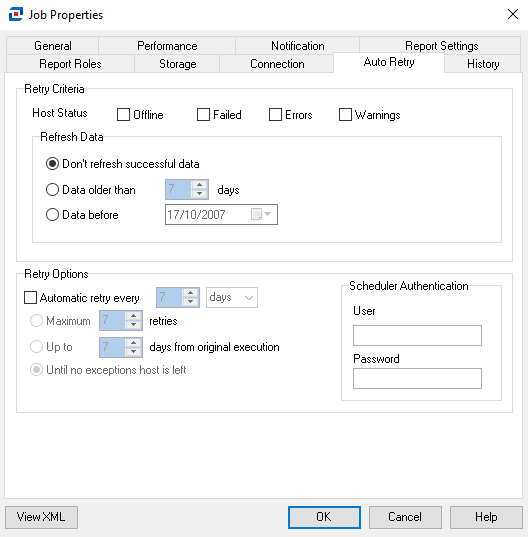 Job Properties
General Performance Notification Report Settings
Report Roles Storage Connection Auto Retry History
Retry Criteria
Host Status Offline Failed Errors Warnings
Refresh Data
Don't refresh successful data
Data older than 7 days
Data before 17/10/2007
Retry Options
Automatic retry every 7 days
Maximum 7 retries
Up to 7 days from original execution
Until no exceptions host is left
Scheduler Authentication
User
Password
View XML OK Cancel Help